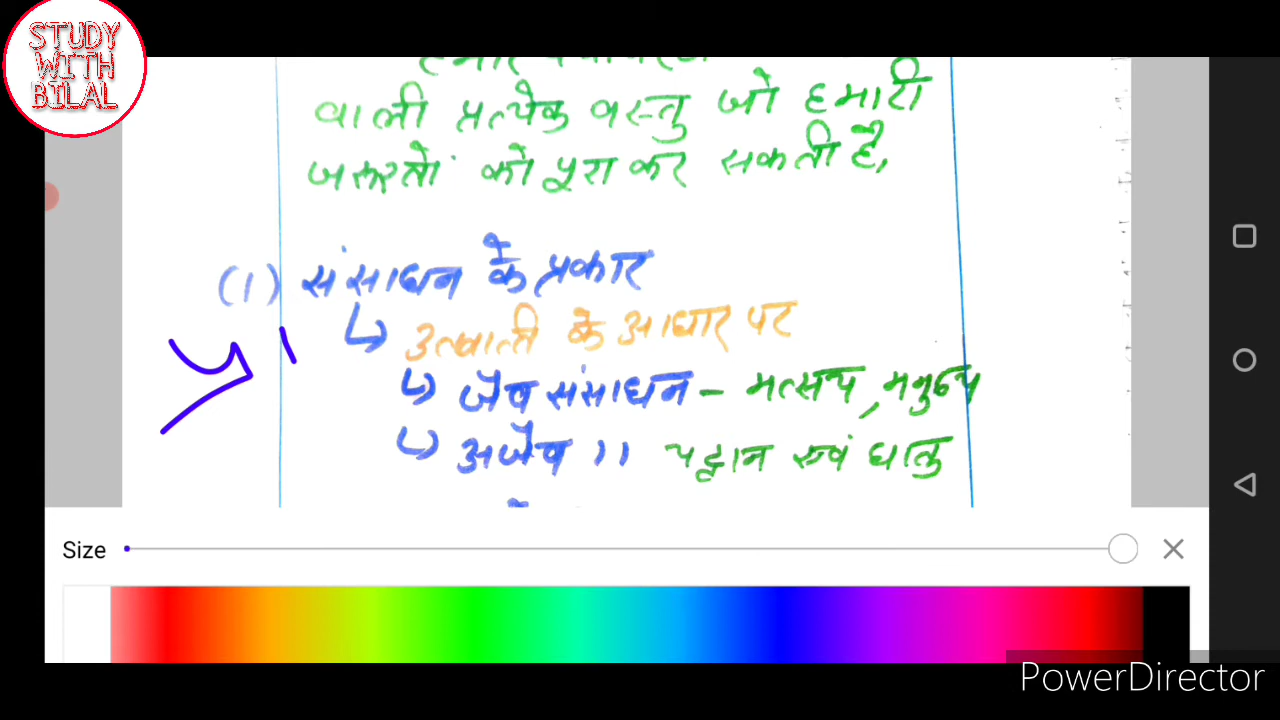 STUDY
WITH
BILAL
वाली प्रत्येक वस्तु जो हमारी
जरूरतों को पूरा कर सकती है,
(1) संसाधन के प्रकार
↳ उत्पाती के आधार पर
↳ जैव संसाधन - मत्सय, मनुष्य
↳ अजैव ।। चट्टान एवं धातु
Size
PowerDirector